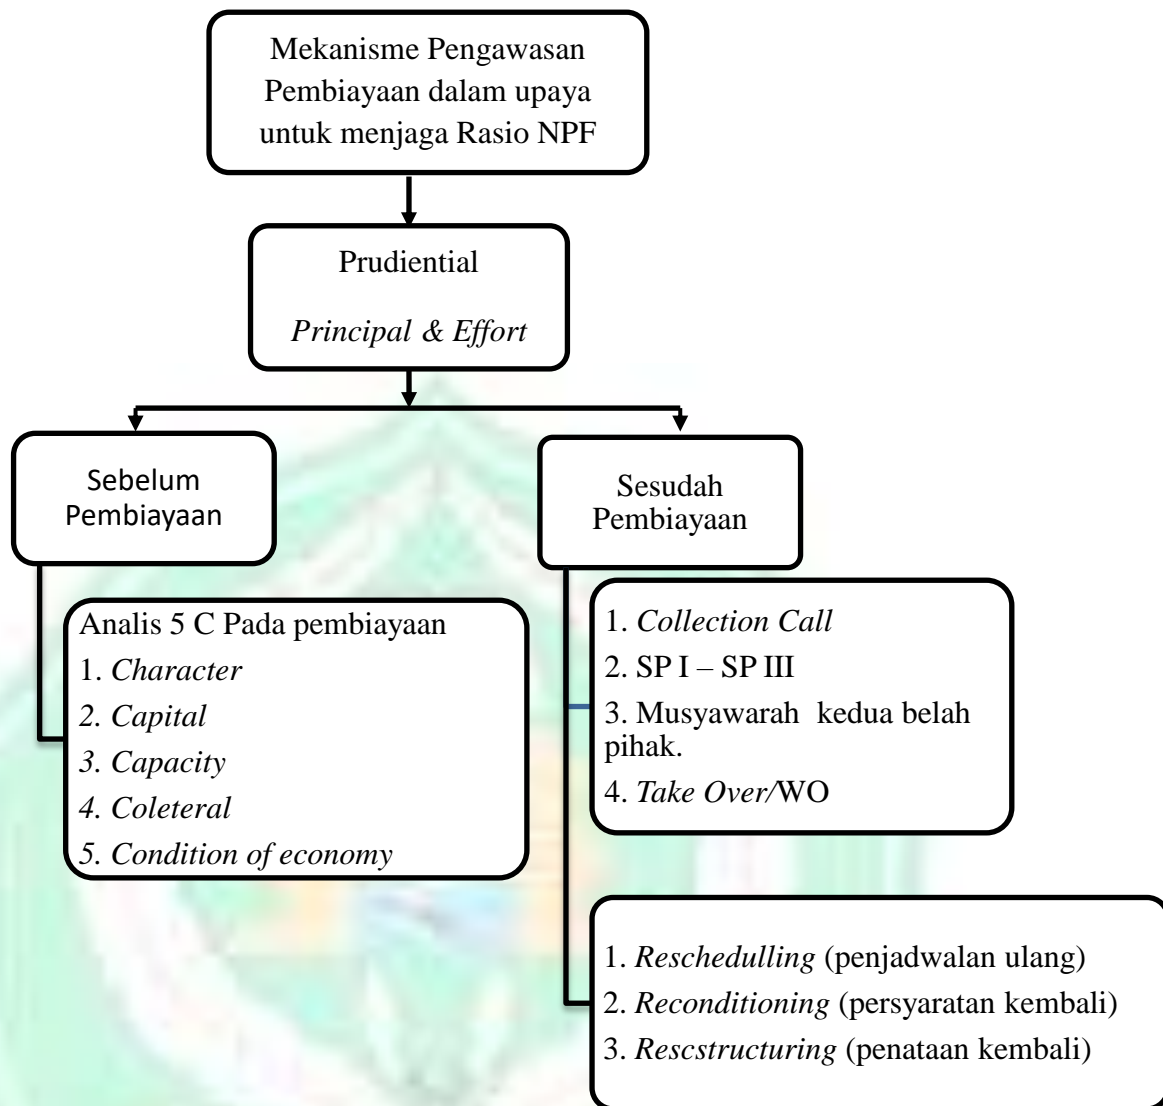 Mekanisme Pengawasan
Pembiayaan dalam upaya
untuk menjaga Rasio NPF
Prudiential
Principal & Effort
Sebelum
Pembiayaan
Sesudah
Pembiayaan
Analis 5 C Pada pembiayaan
1. Character
2. Capital
3. Capacity
4. Coleteral
5. Condition of economy
1. Collection Call
2. SP I – SP III
3. Musyawarah kedua belah
pihak.
4. Take Over/WO
1. Reschedulling (penjadwalan ulang)
2. Reconditioning (persyaratan kembali)
3. Rescstructuring (penataan kembali)